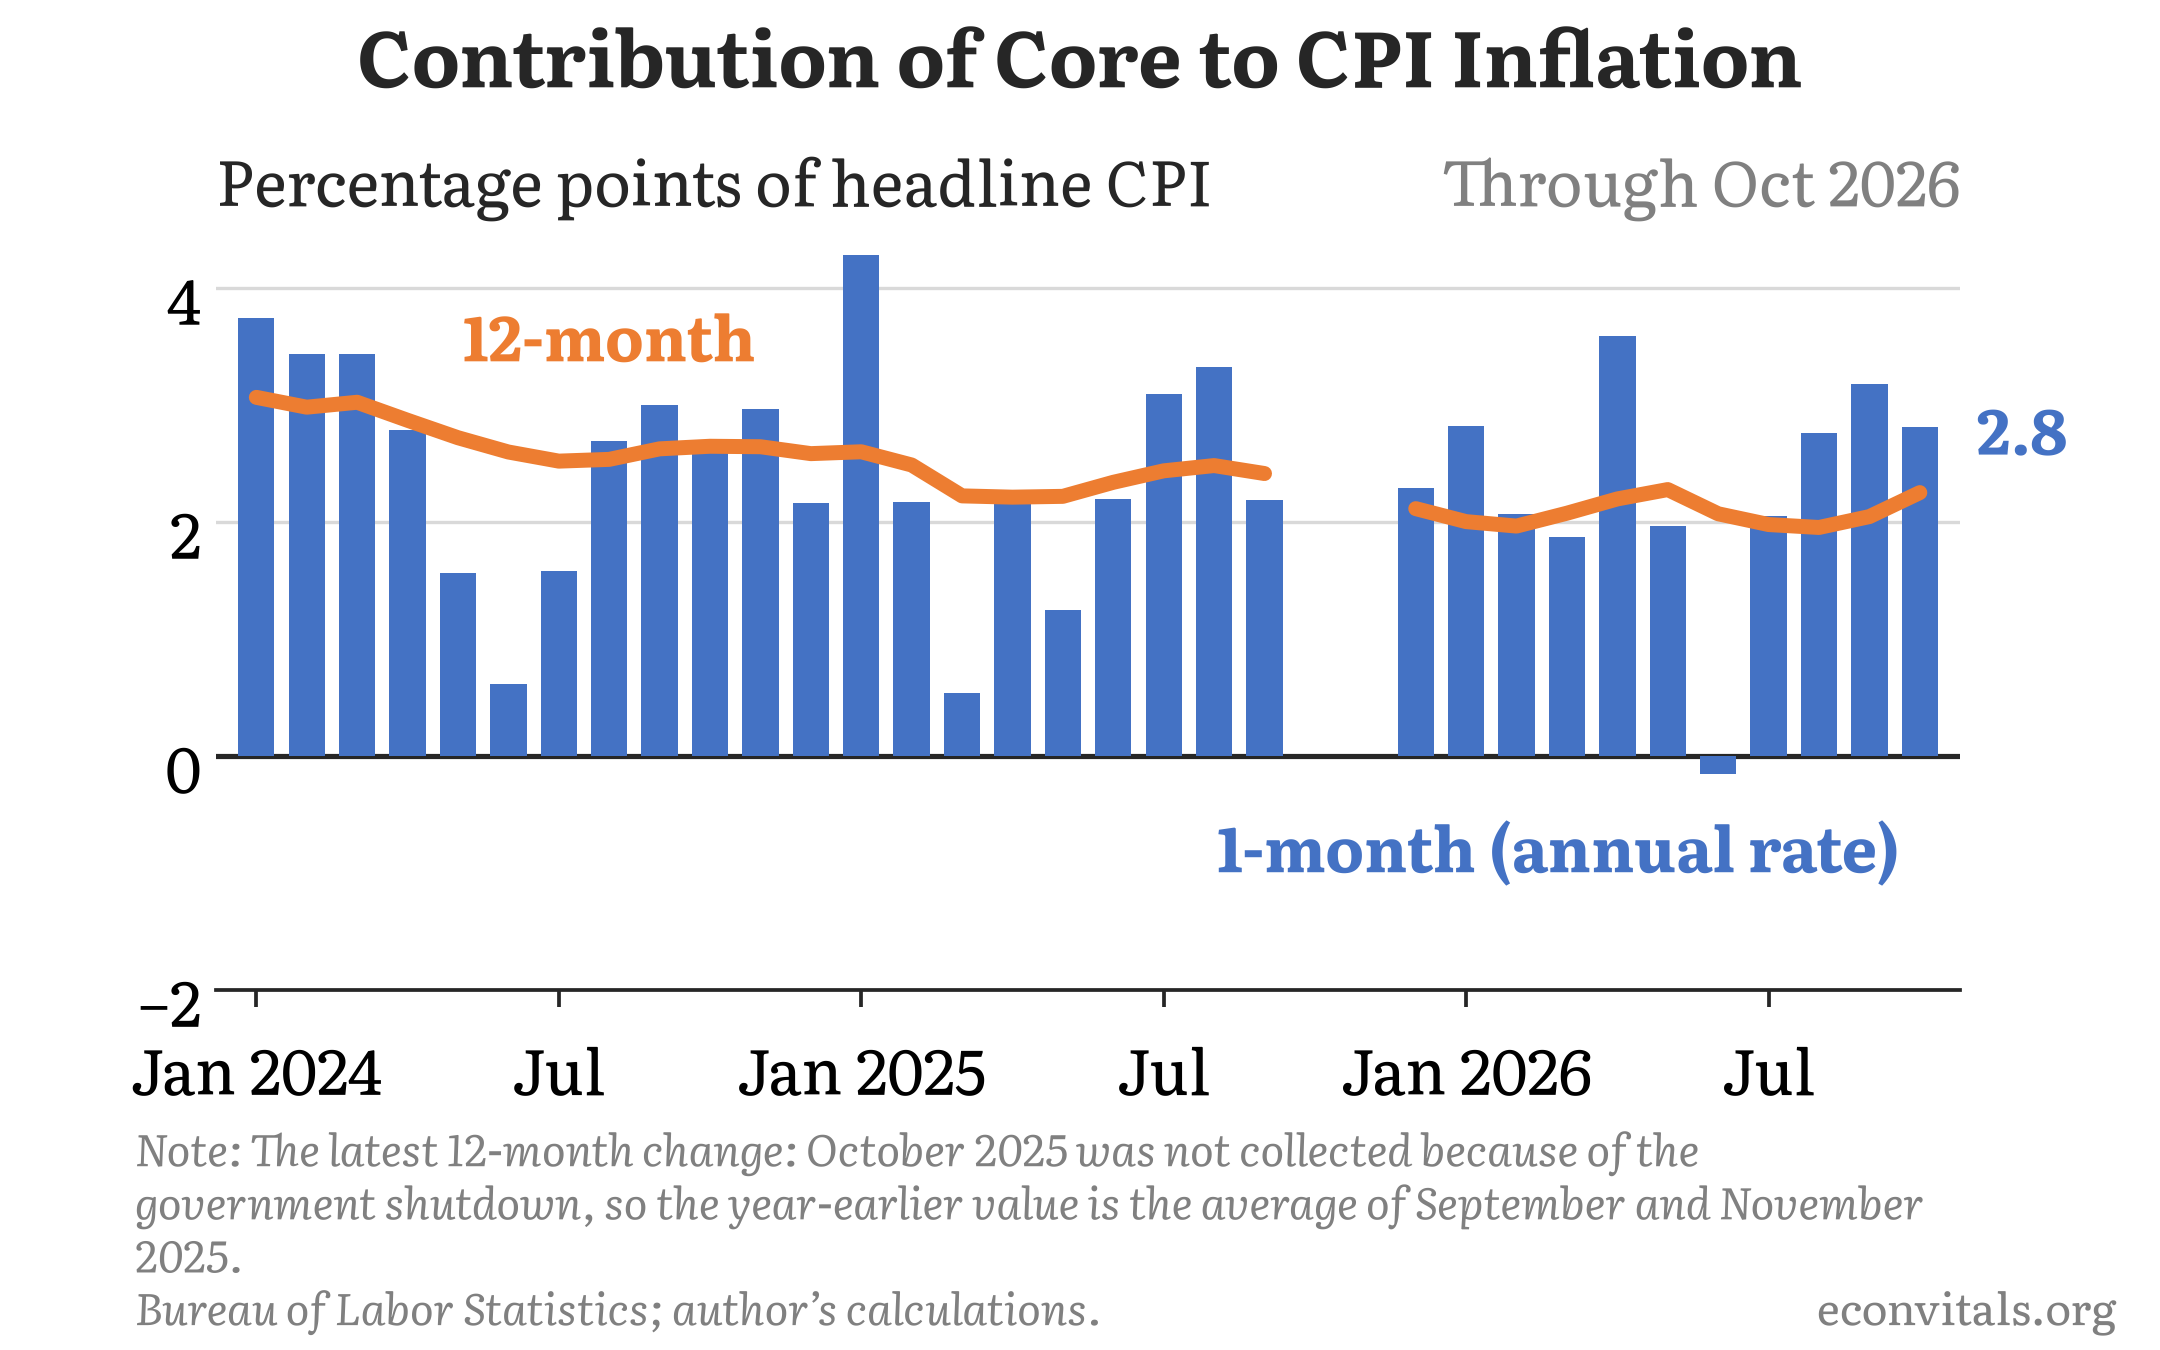 Contribution of Core to CPI Inflation
Percentage points of headline CPI
Through Oct 2026
4
12-month
2.8
2
0
1-month (annual rate)
−2
Jan 2024 Jul Jan 2025 Jul Jan 2026 Jul
Note: The latest 12-month change: October 2025 was not collected because of the
government shutdown, so the year-earlier value is the average of September and November
2025.
Bureau of Labor Statistics; author’s calculations.
econvitals.org